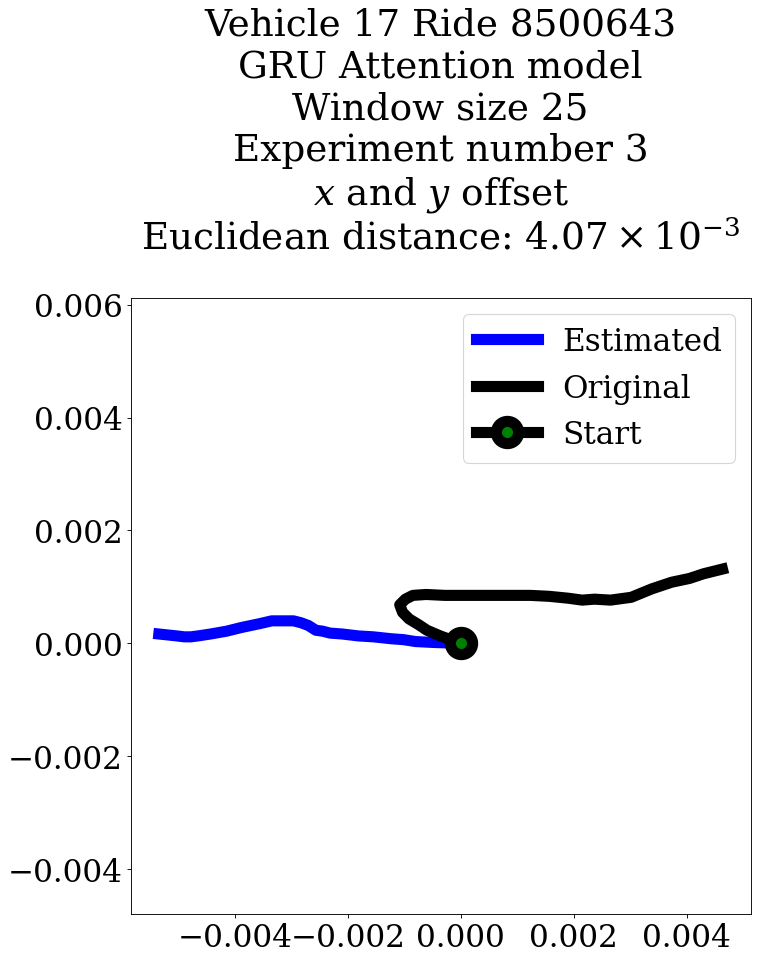 Vehicle 17 Ride 8500643
GRU Attention model
Window size 25
Experiment number 3
x and y offset
Euclidean distance: 4.07 × 10⁻³
0.006
0.004
0.002
0.000
−0.002
−0.004
Estimated
Original
Start
−0.004 −0.002 0.000 0.002 0.004